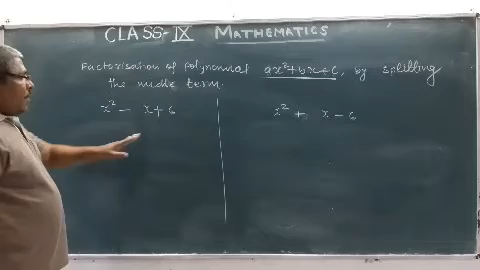 CLASS-IX MATHEMATICS
Factorisation of Polynomial ax²+bx+c, by splitting
the middle term.
x² - x+6
x² + x - 6